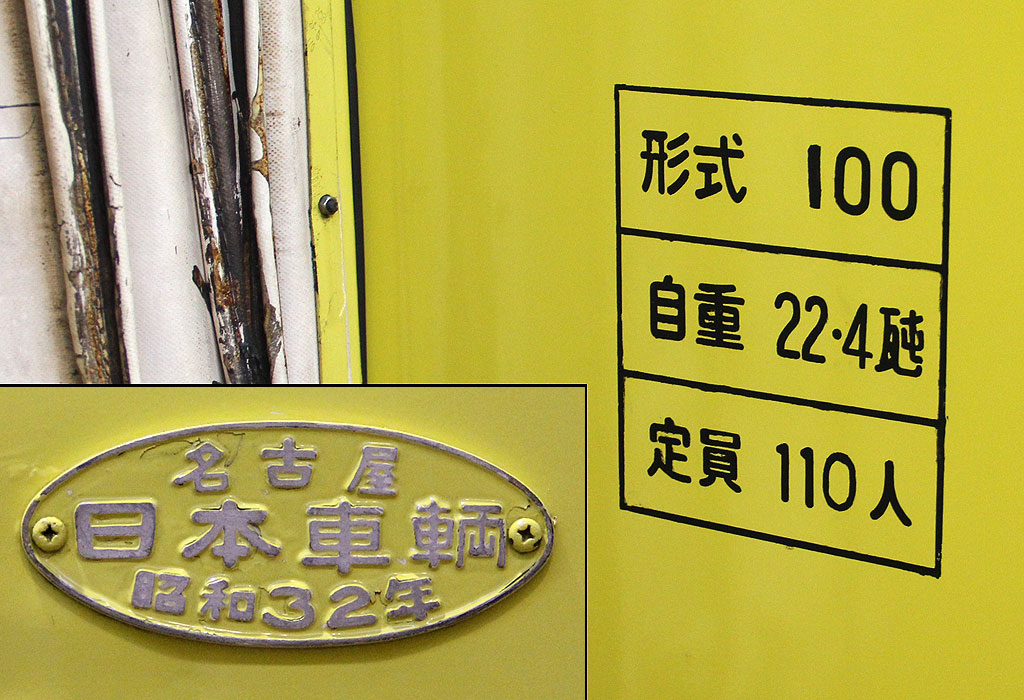 形式 100
自重 22.4瓲
定員 110人
名古屋
日本車輌
昭和32年